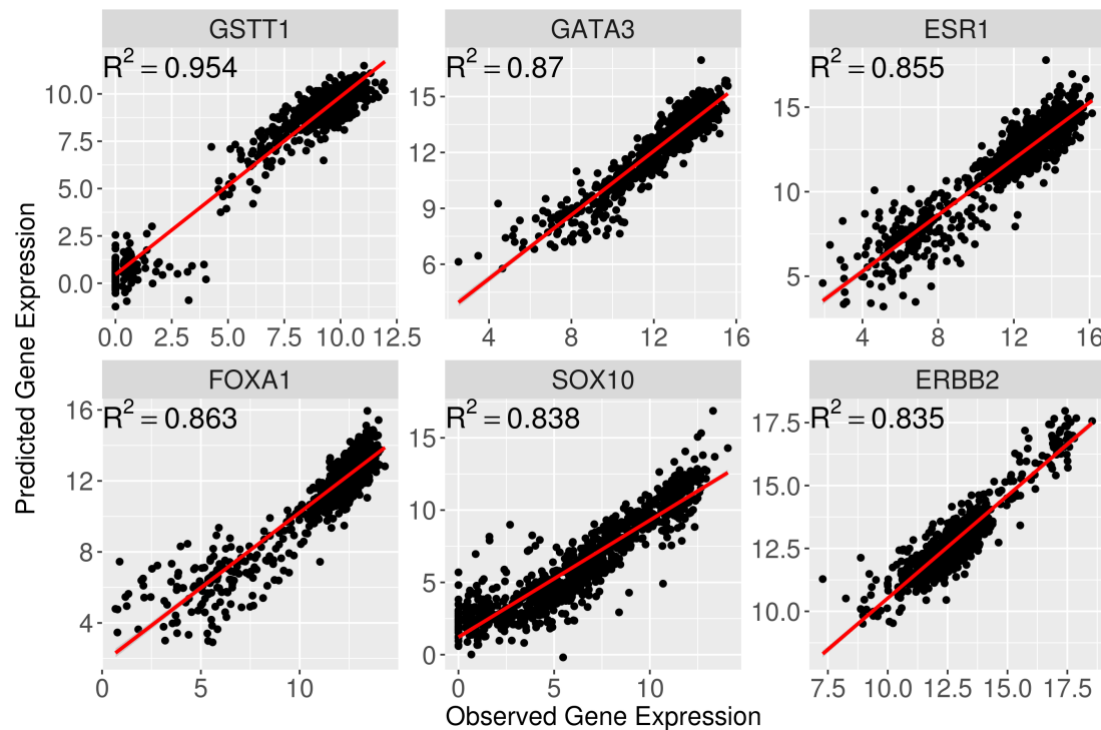 GSTT1
GATA3
ESR1
R² = 0.954
R² = 0.87
R² = 0.855
10.0
7.5
5.0
2.5
0.0
15
12
9
6
15
10
5
0.0 2.5 5.0 7.5 10.0 12.5
4 8 12 16
4 8 12 16
FOXA1
SOX10
ERBB2
R² = 0.863
R² = 0.838
R² = 0.835
16
12
8
4
15
10
5
0
17.5
15.0
12.5
10.0
0 5 10
0 5 10
7.5 10.0 12.5 15.0 17.5
Predicted Gene Expression
Observed Gene Expression